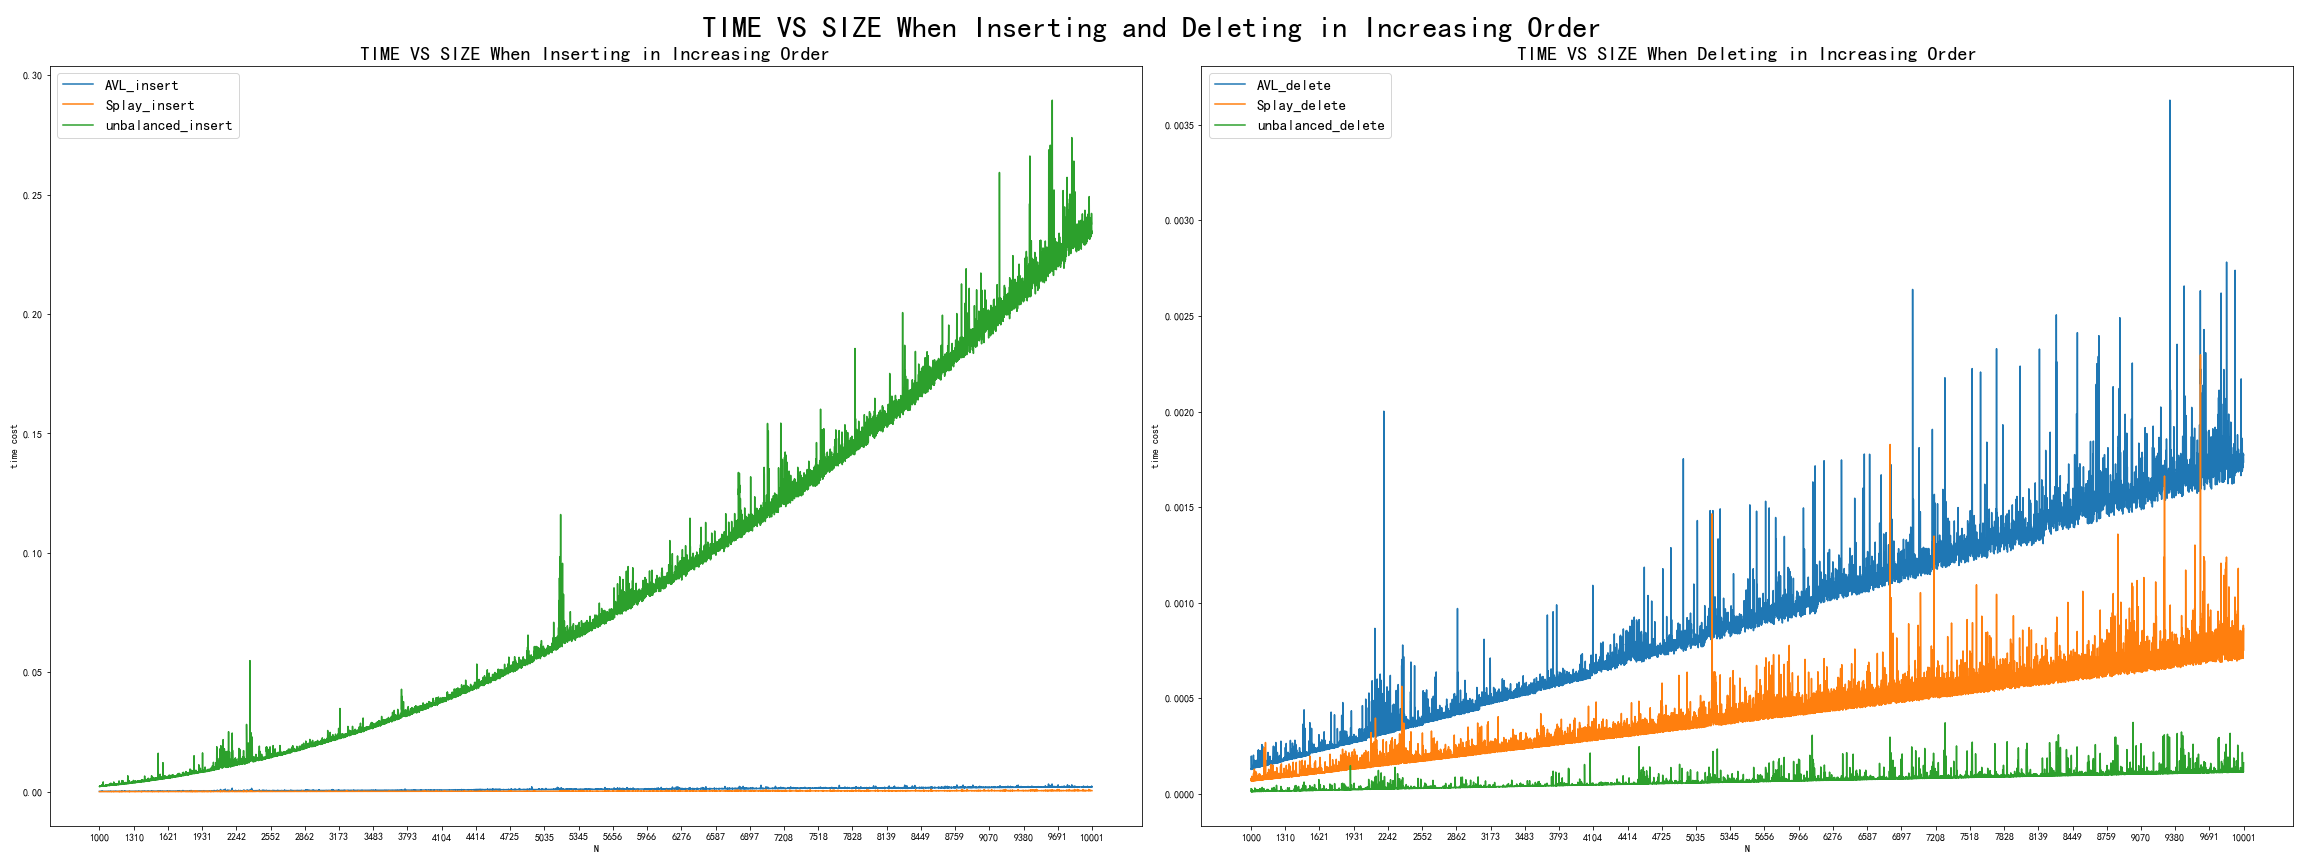 TIME VS SIZE When Inserting and Deleting in Increasing Order
TIME VS SIZE When Inserting in Increasing Order
AVL_insert
Splay_insert
unbalanced_insert
0.30
0.25
0.20
0.15
0.10
0.05
0.00
time cost
1000 1310 1621 1931 2242 2552 2862 3173 3483 3793 4104 4414 4725 5035 5345 5656 5966 6276 6587 6897 7208 7518 7828 8139 8449 8759 9070 9380 9691 10001
N
TIME VS SIZE When Deleting in Increasing Order
AVL_delete
Splay_delete
unbalanced_delete
0.0035
0.0030
0.0025
0.0020
0.0015
0.0010
0.0005
0.0000
time cost
1000 1310 1621 1931 2242 2552 2862 3173 3483 3793 4104 4414 4725 5035 5345 5656 5966 6276 6587 6897 7208 7518 7828 8139 8449 8759 9070 9380 9691 10001
N